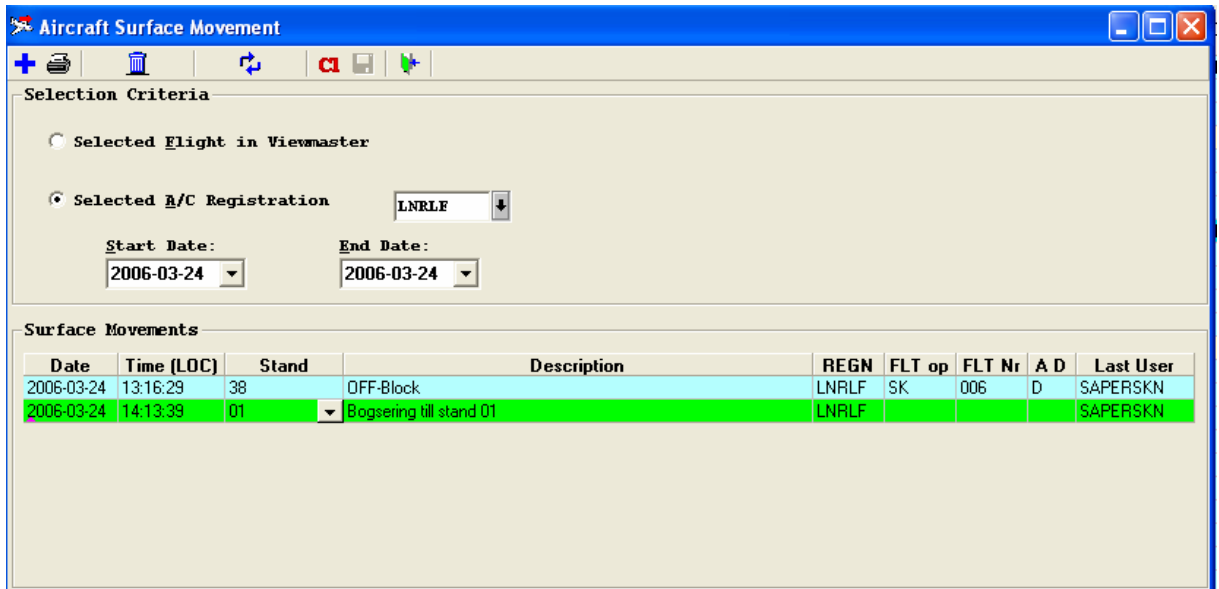 Aircraft Surface Movement
Cl
Selection Criteria
Selected Flight in Viewmaster
Selected A/C Registration LNRLF
Start Date: End Date:
2006-03-24 2006-03-24
Surface Movements
Date Time (LOC) Stand Description REGN FLT op FLT Nr A D Last User
2006-03-24 13:16:29 38 OFF-Block LNRLF SK 006 D SAPERSKN
2006-03-24 14:13:39 01 Bogsering till stand 01 LNRLF SAPERSKN